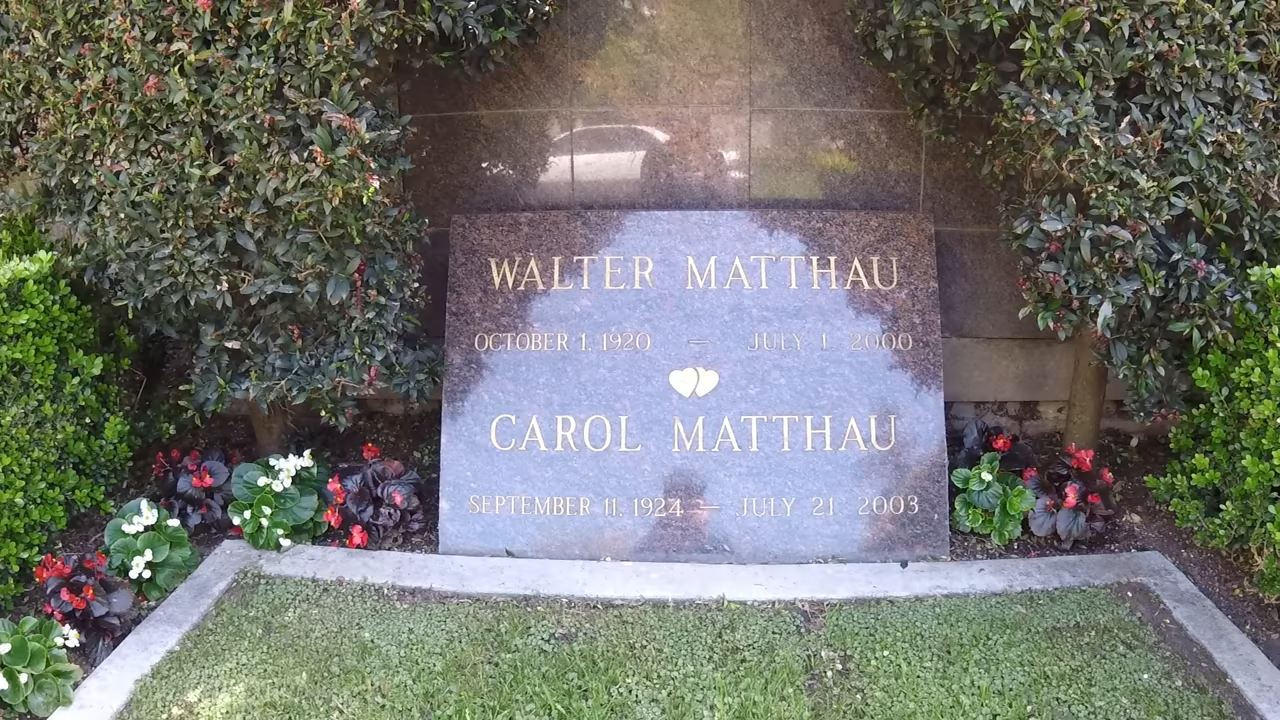 WALTER MATTHAU
OCTOBER 1, 1920 — JULY 1 2000
CAROL MATTHAU
SEPTEMBER 11, 1924 — JULY 21 2003